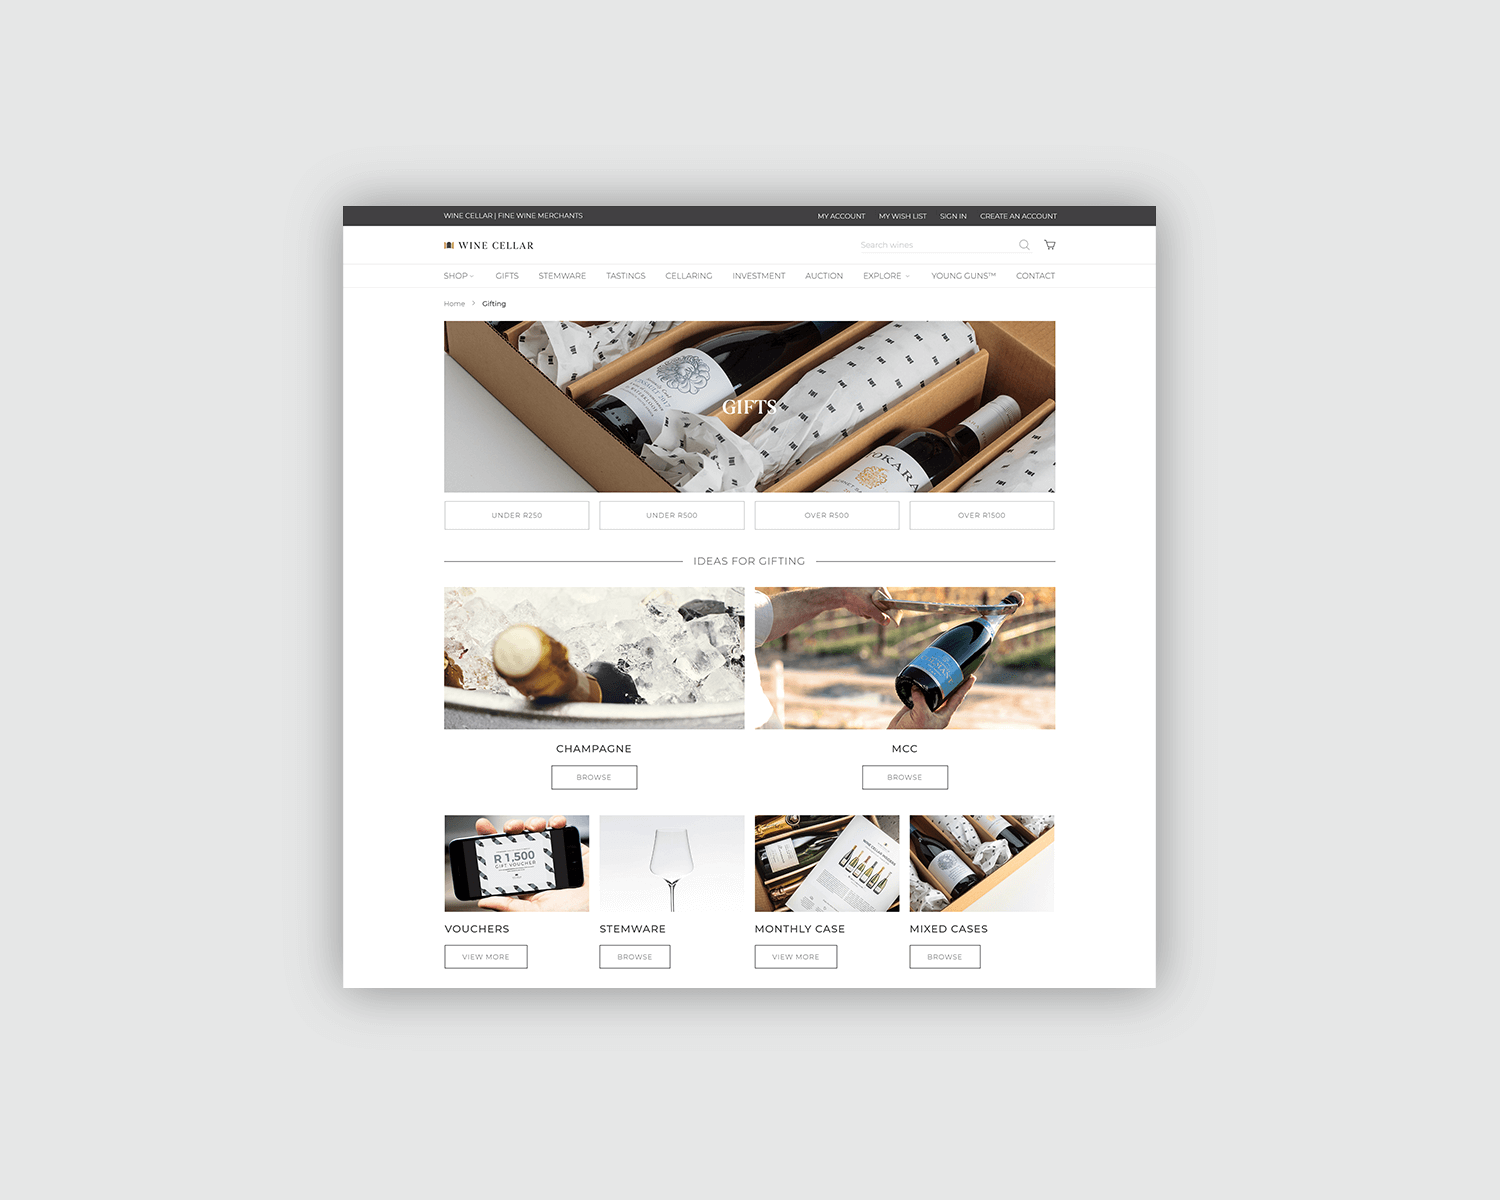 WINE CELLAR | FINE WINE MERCHANTS
MY ACCOUNT MY WISH LIST SIGN IN CREATE AN ACCOUNT
WINE CELLAR
Search wines
SHOP GIFTS STEMWARE TASTINGS CELLARING INVESTMENT AUCTION EXPLORE YOUNG GUNS™ CONTACT
Home > Gifting
GIFTS
UNDER R250 UNDER R500 OVER R500 OVER R1500
IDEAS FOR GIFTING
CHAMPAGNE MCC
BROWSE BROWSE
R 1,500
GIFT VOUCHER
VOUCHERS STEMWARE MONTHLY CASE MIXED CASES
VIEW MORE BROWSE VIEW MORE BROWSE